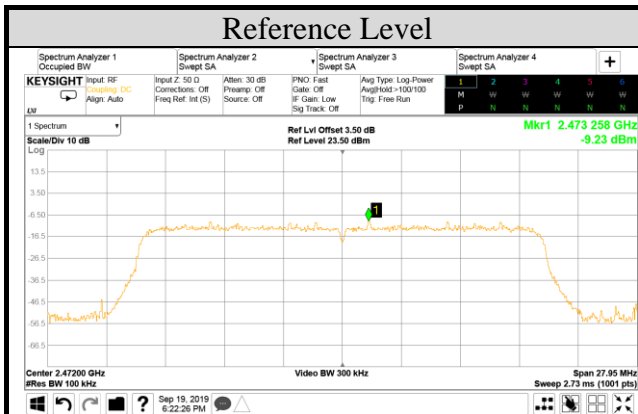 Reference Level
Spectrum Analyzer 1
Occupied BW
Spectrum Analyzer 2
Swept SA
Spectrum Analyzer 3
Swept SA
Spectrum Analyzer 4
Swept SA
+
KEYSIGHT
Input: RF
Coupling: DC
Align: Auto
Input Z: 50 Ω
Corrections: Off
Freq Ref: Int (S)
Atten: 30 dB
Preamp: Off
Source: Off
PNO: Fast
Gate: Off
IF Gain: Low
Sig Track: Off
Avg Type: Log-Power
Avg|Hold:>100/100
Trig: Free Run
1 2 3 4 5 6
M W W W W W
P N N N N N
LXI
1 Spectrum
Scale/Div 10 dB
Ref Lvl Offset 3.50 dB
Ref Level 23.50 dBm
Mkr1 2.473 258 GHz
-9.23 dBm
Log
13.5
3.50
-6.50
1
-16.5
-26.5
-36.5
-46.5
-56.5
-66.5
Center 2.47200 GHz
#Res BW 100 kHz
Video BW 300 kHz
Span 27.95 MHz
Sweep 2.73 ms (1001 pts)
?
Sep 19, 2019
6:22:26 PM